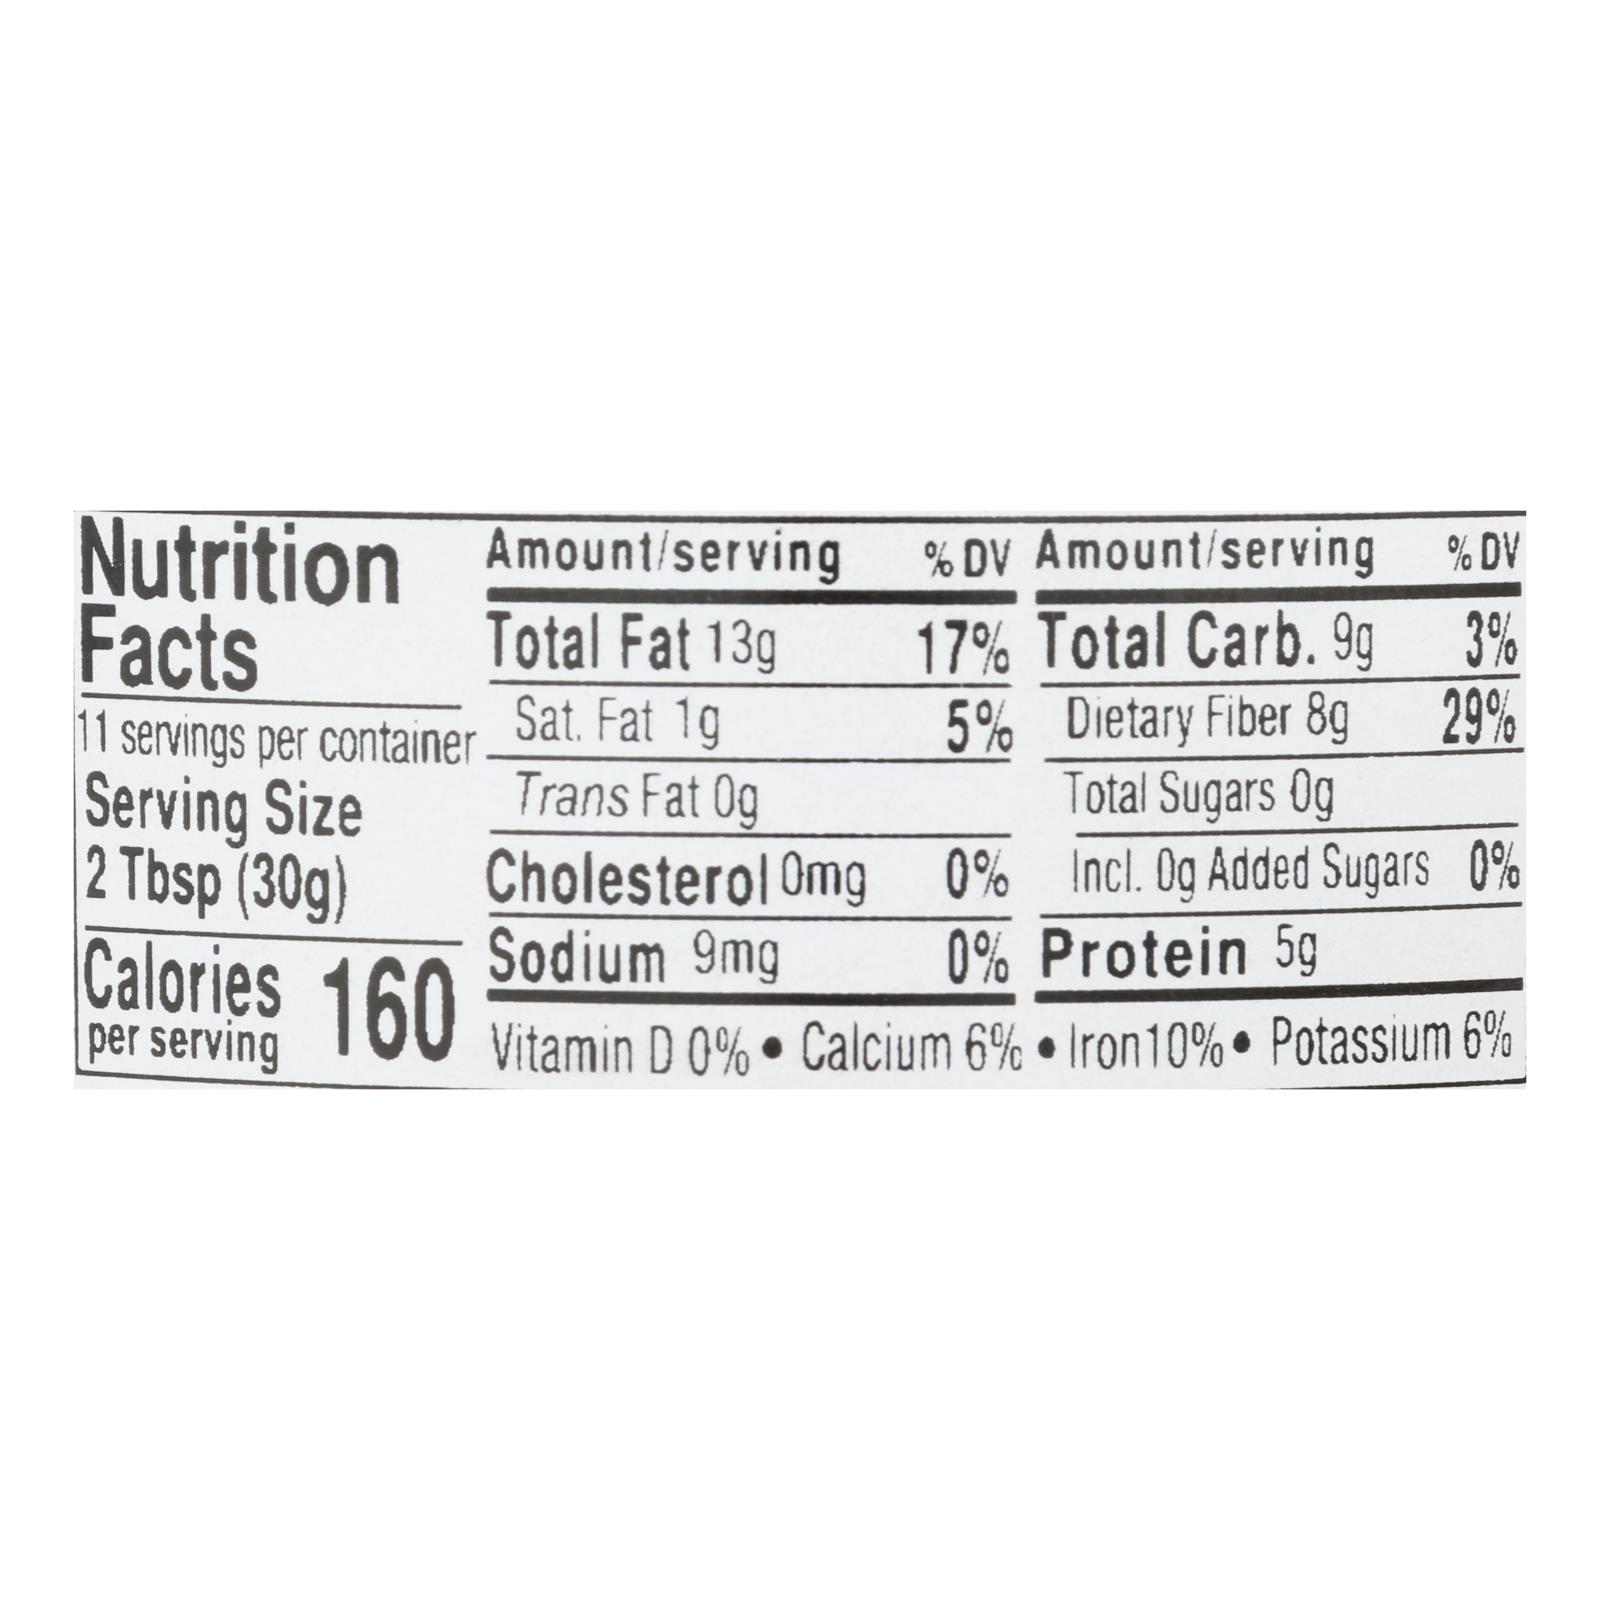 Nutrition
Facts
11 servings per container
Serving Size
2 Tbsp (30g)
Calories 160
per serving
Amount/serving % DV
Total Fat 13g 17%
Sat. Fat 1g 5%
Trans Fat 0g
Cholesterol 0mg 0%
Sodium 9mg 0%
Amount/serving % DV
Total Carb. 9g 3%
Dietary Fiber 8g 29%
Total Sugars 0g
Incl. 0g Added Sugars 0%
Protein 5g
Vitamin D 0% • Calcium 6% • Iron10% • Potassium 6%